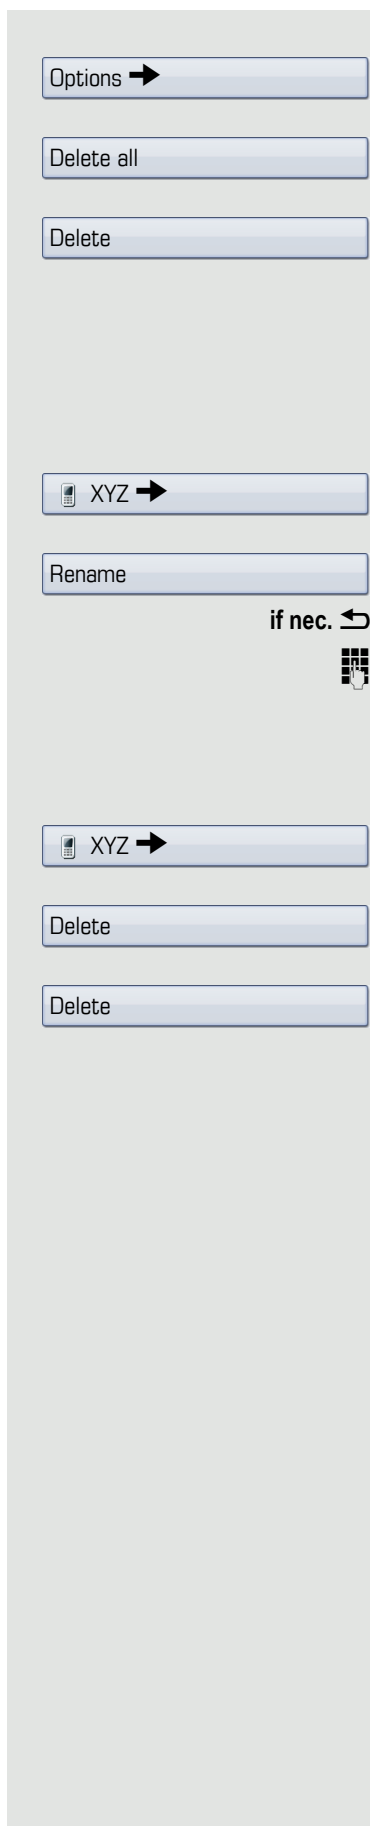 Options →
Delete all
Delete
XYZ →
Rename
if nec.
XYZ →
Delete
Delete